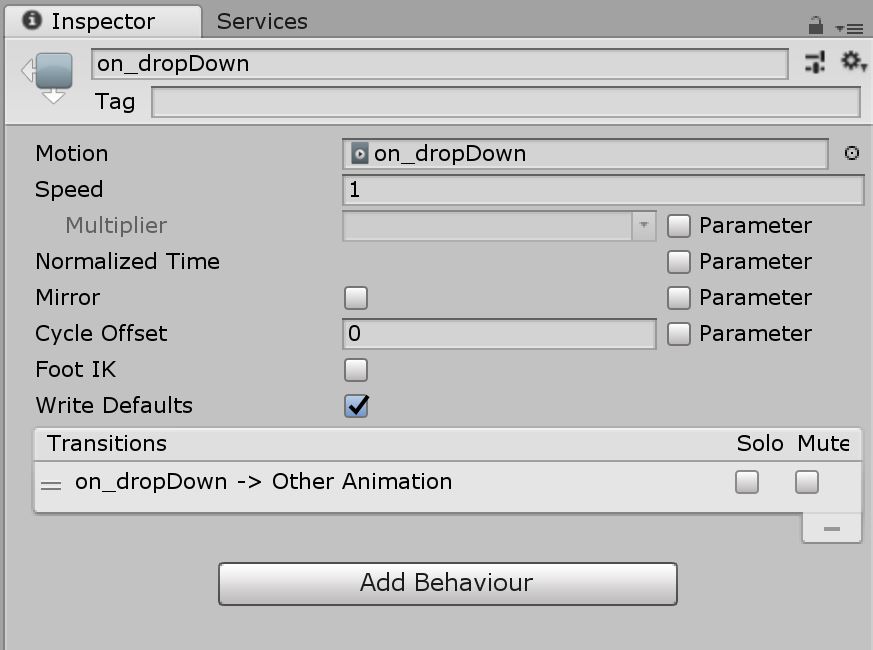 Inspector Services
on_dropDown
Tag
Motion on_dropDown
Speed 1
Multiplier Parameter
Normalized Time Parameter
Mirror Parameter
Cycle Offset 0 Parameter
Foot IK
Write Defaults
Transitions Solo Mute
on_dropDown -> Other Animation
Add Behaviour